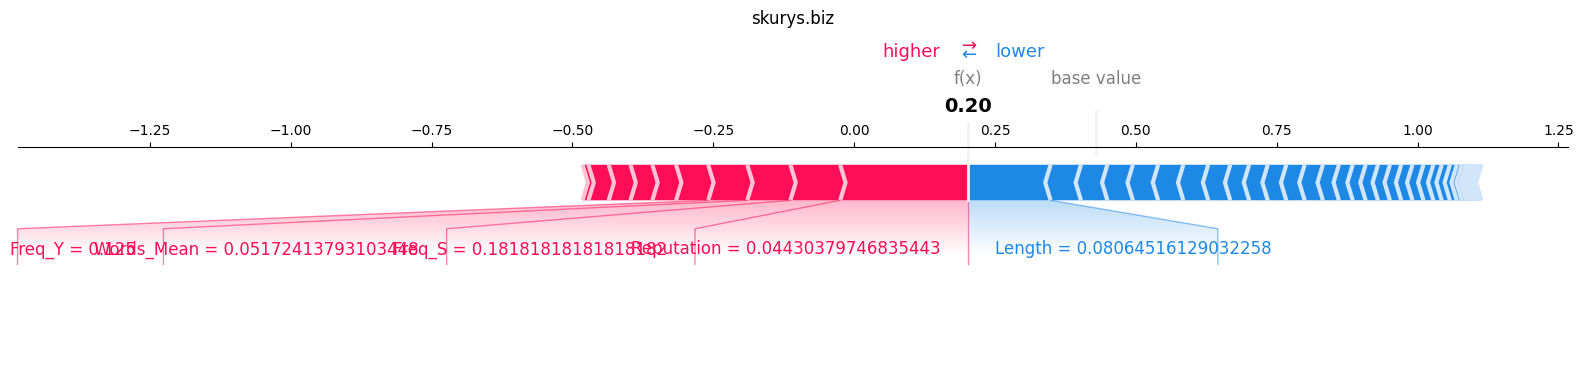 skurys.biz
higher ⇄ lower
f(x) base value
0.20
−1.25 −1.00 −0.75 −0.50 −0.25 0.00 0.25 0.50 0.75 1.00 1.25
Freq_Y = 0.125 Words_Mean = 0.05172413793103448 Freq_S = 0.18181818181818182 Reputation = 0.04430379746835443 Length = 0.08064516129032258